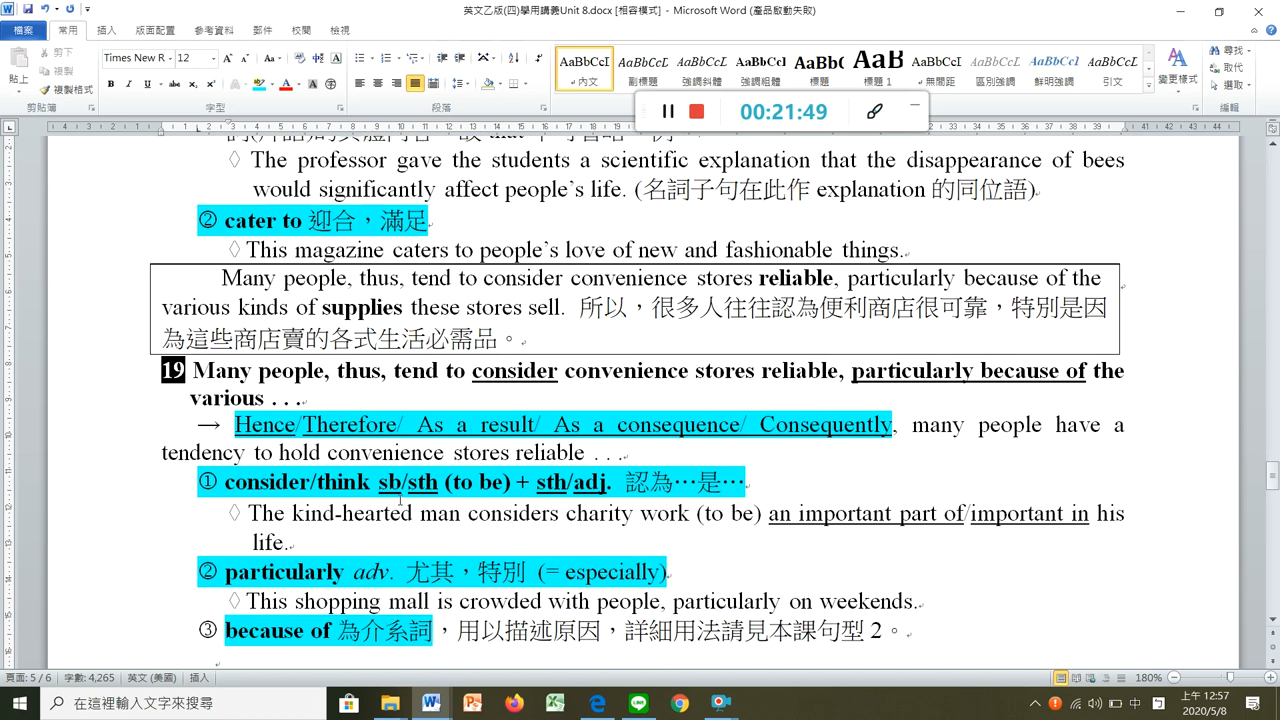 英文乙版(四)學用講義Unit 8.docx [相容模式] - Microsoft Word (產品啟動失敗)
檔案 常用 插入 版面配置 參考資料 郵件 校閱 檢視
貼上 剪下 複製 複製格式
Times New R 12
AaBbCcI 內文 AaBbCcL 副標題 AaBbCcL 強調斜體 AaBbCcI 強調粗體 AaBbC 標題 AaB 標題 1 AaBbCcI 無間距 AaBbCcL 區別強調 AaBbCcL 鮮明強調 AaBbCcL 引文
變更樣式 尋找 取代 選取
剪貼簿 字型 段落 編輯
00:21:49
◊ The professor gave the students a scientific explanation that the disappearance of bees
would significantly affect people's life. (名詞子句在此作 explanation 的同位語)
② cater to 迎合，滿足
◊ This magazine caters to people's love of new and fashionable things.
Many people, thus, tend to consider convenience stores reliable, particularly because of the
various kinds of supplies these stores sell. 所以，很多人往往認為便利商店很可靠，特別是因
為這些商店賣的各式生活必需品。
19 Many people, thus, tend to consider convenience stores reliable, particularly because of the
various . . .
→ Hence/Therefore/ As a result/ As a consequence/ Consequently, many people have a
tendency to hold convenience stores reliable . . .
① consider/think sb/sth (to be) + sth/adj. 認為…是…
◊ The kind-hearted man considers charity work (to be) an important part of/important in his
life.
② particularly adv. 尤其，特別 (= especially)
◊ This shopping mall is crowded with people, particularly on weekends.
③ because of 為介系詞，用以描述原因，詳細用法請見本課句型 2。
頁面: 5 / 6 字數: 4,265 英文 (美國) 插入 180%
在這裡輸入文字來搜尋
中
上午 12:57
2020/5/8